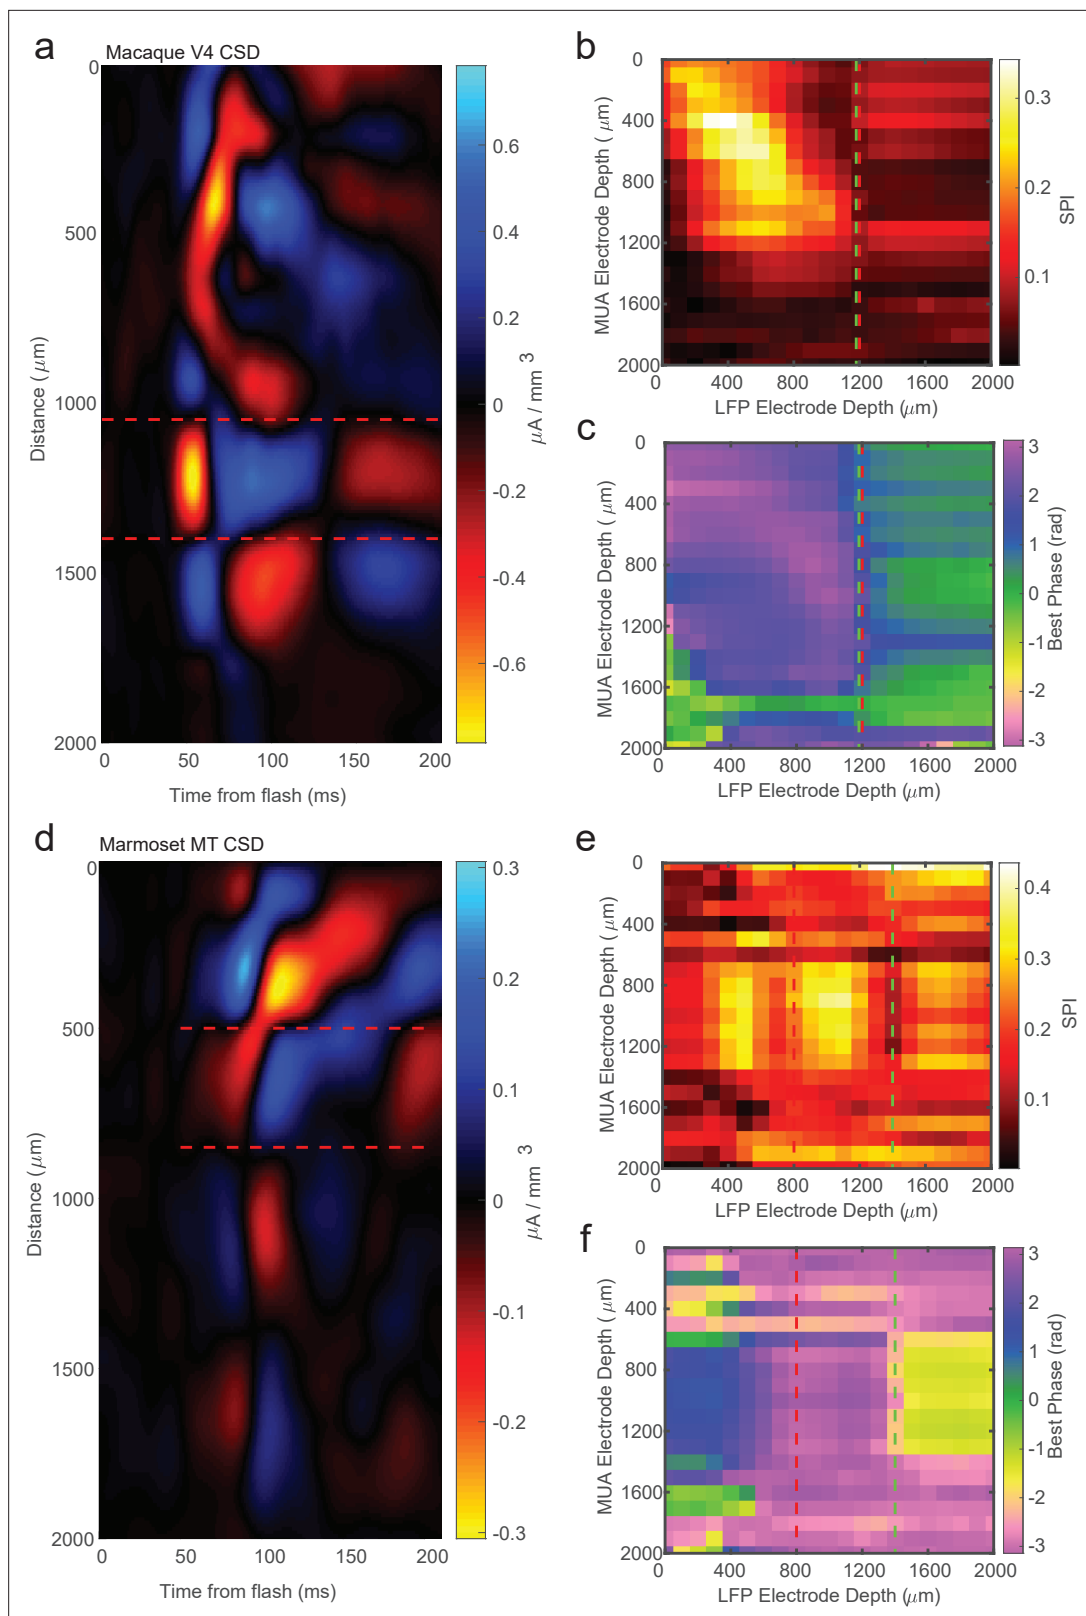 a
Macaque V4 CSD
0
500
1000
1500
2000
Distance ( μm)
0 50 100 150 200
Time from flash (ms)
0.6
0.4
0.2
0
-0.2
-0.4
-0.6
μA / mm 3
b
0
400
800
1200
1600
2000
MUA Electrode Depth ( μm)
0 400 800 1200 2000
LFP Electrode Depth (μm)
0.3
0.2
0.1
SPI
c
0
400
800
1200
1600
2000
MUA Electrode Depth ( μm)
0 800 1200 2000
LFP Electrode Depth (μm)
3
2
1
0
-1
-2
-3
Best Phase (rad)
d
Marmoset MT CSD
0
500
1000
1500
2000
Distance ( μm)
0 50 100 150 200
Time from flash (ms)
0.3
0.2
0.1
0
-0.1
-0.2
-0.3
μA / mm 3
e
0
400
800
1200
1600
2000
MUA Electrode Depth ( μm)
0 400 800 1200 1600 2000
LFP Electrode Depth (μm)
0.4
0.3
0.2
0.1
SPI
f
0
400
800
1200
1600
2000
MUA Electrode Depth ( μm)
0 400 800 1200 1600 2000
LFP Electrode Depth (μm)
3
2
1
0
-1
-2
-3
Best Phase (rad)